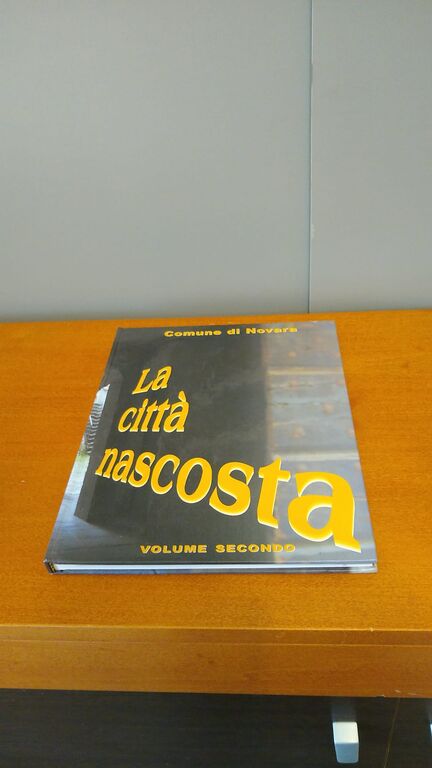 Comune di Novara
La
città
nascosta
VOLUME SECONDO